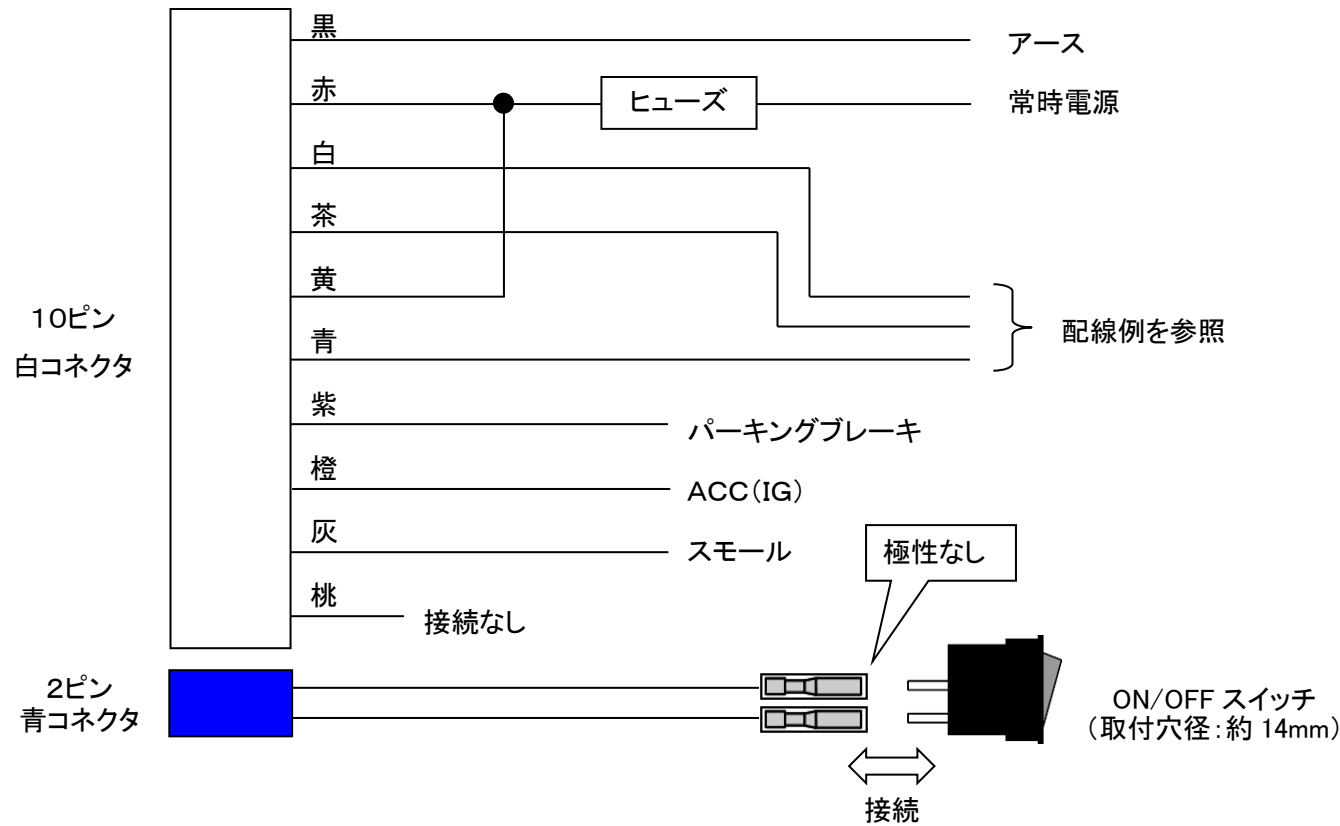 黒
アース
赤
ヒューズ
常時電源
白
茶
黄
10ピン
白コネクタ
青
配線例を参照
紫
パーキングブレーキ
橙
ACC(IG)
灰
スモール
極性なし
桃
接続なし
2ピン
青コネクタ
ON/OFF スイッチ
(取付穴径:約 14mm)
接続